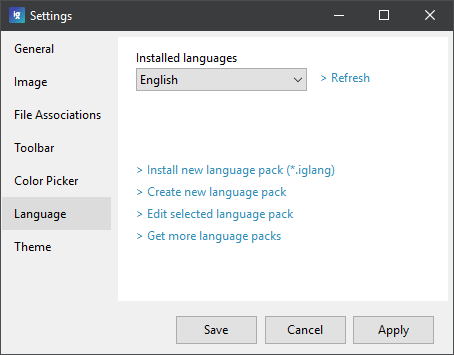 ig Settings
General
Image
File Associations
Toolbar
Color Picker
Language
Theme
Installed languages
English
> Refresh
> Install new language pack (*.iglang)
> Create new language pack
> Edit selected language pack
> Get more language packs
Save Cancel Apply